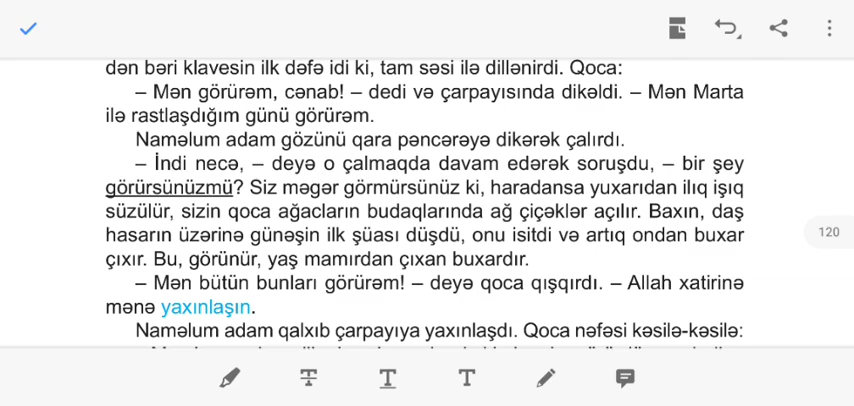 dən bəri klavesin ilk dəfə idi ki, tam səsi ilə dillənirdi. Qoca:
– Mən görürəm, cənab! – dedi və çarpayısında dikəldi. – Mən Marta
ilə rastlaşdığım günü görürəm.
Naməlum adam gözünü qara pəncərəyə dikərək çalırdı.
– İndi necə, – deyə o çalmaqda davam edərək soruşdu, – bir şey
görürsünüzmü? Siz məgər görmürsünüz ki, haradansa yuxarıdan ilıq işıq
süzülür, sizin qoca ağacların budaqlarında ağ çiçəklər açılır. Baxın, daş
hasarın üzərinə günəşin ilk şüası düşdü, onu isitdi və artıq ondan buxar
çıxır. Bu, görünür, yaş mamırdan çıxan buxardır.
– Mən bütün bunları görürəm! – deyə qoca qışqırdı. – Allah xatirinə
mənə yaxınlaşın.
Naməlum adam qalxıb çarpayıya yaxınlaşdı. Qoca nəfəsi kəsilə-kəsilə:
120